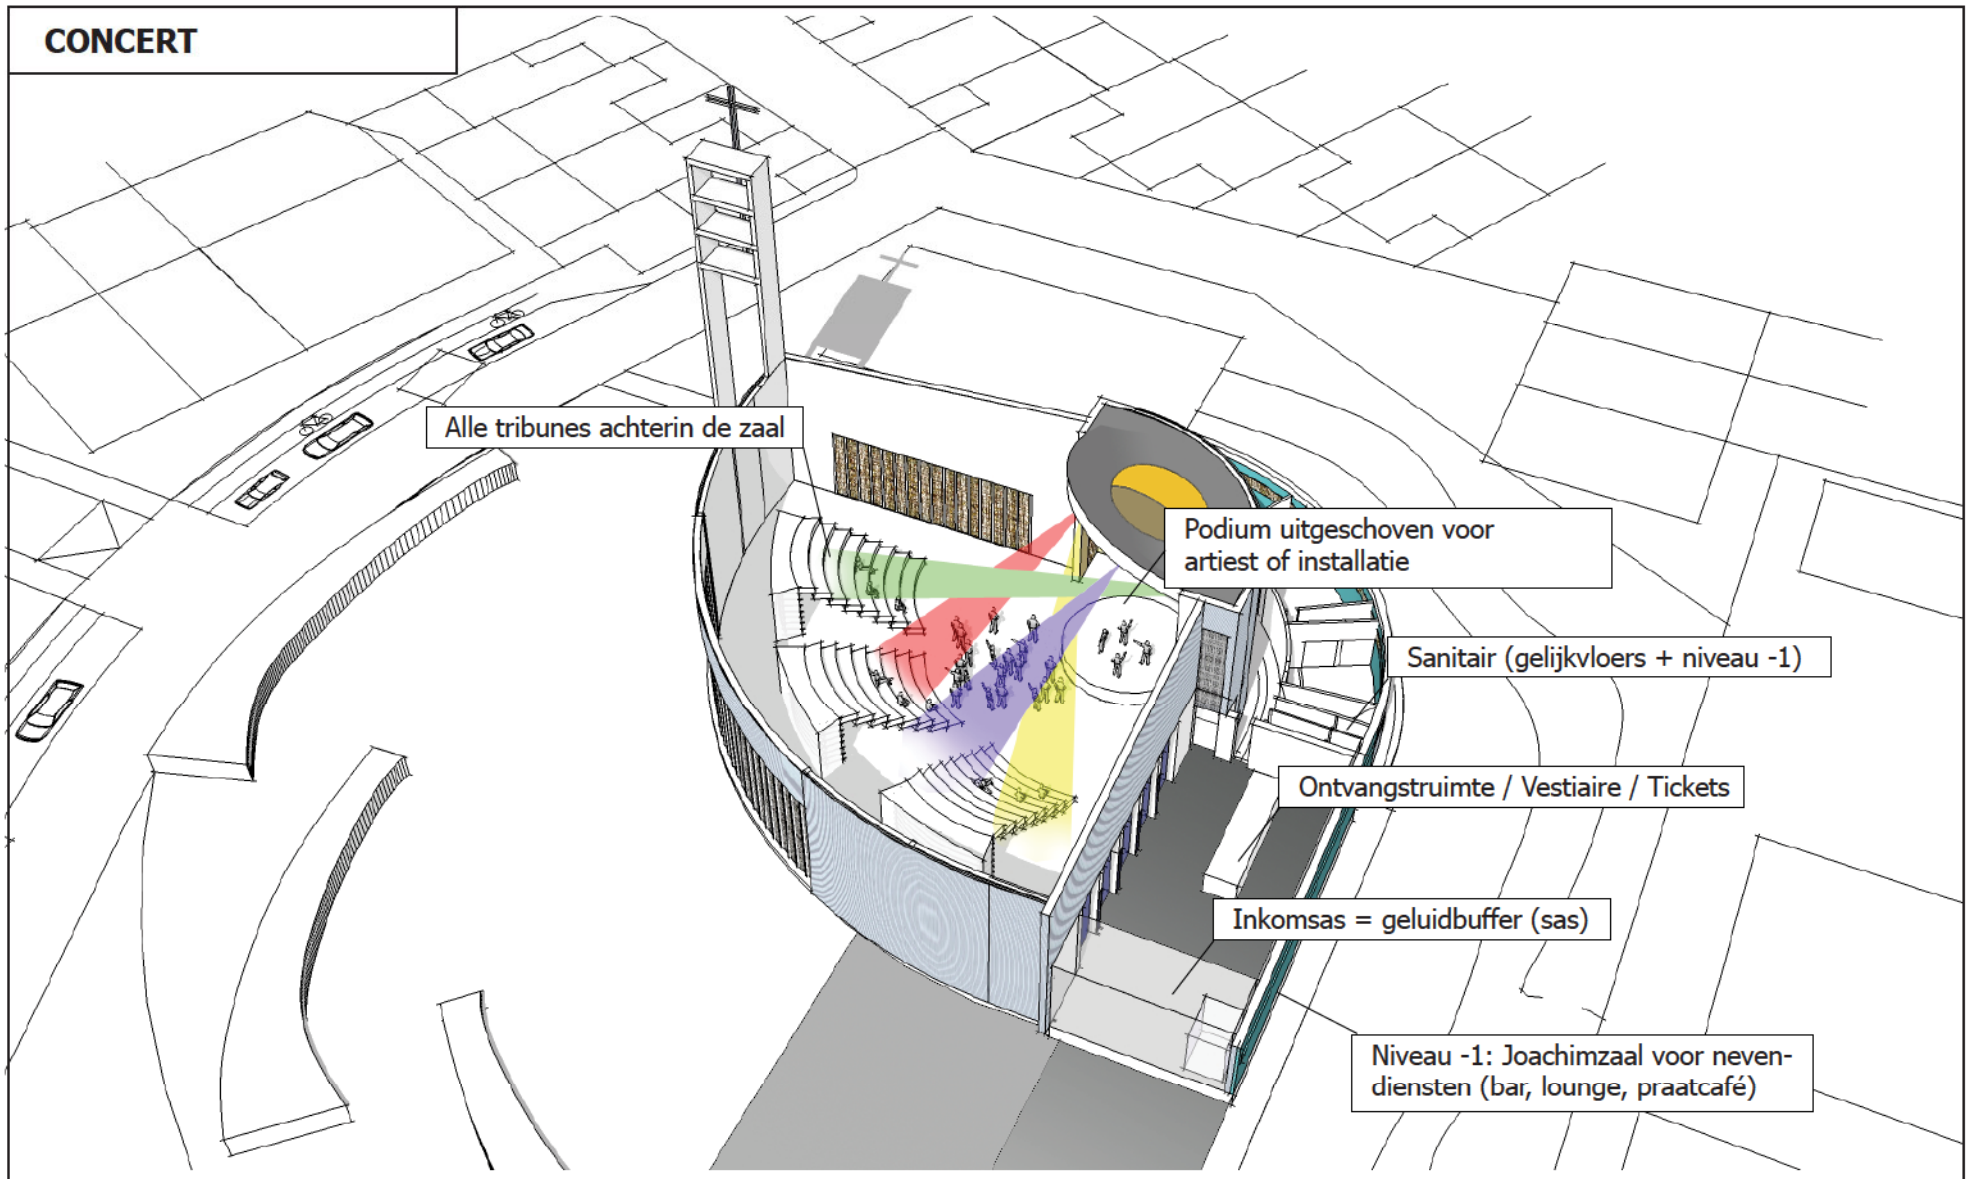 CONCERT
Alle tribunes achterin de zaal
Podium uitgeschoven voor
artiest of installatie
Sanitair (gelijkvloers + niveau -1)
Ontvangstruimte / Vestiaire / Tickets
Inkomsas = geluidbuffer (sas)
Niveau -1: Joachimzaal voor neven-
diensten (bar, lounge, praatcafé)